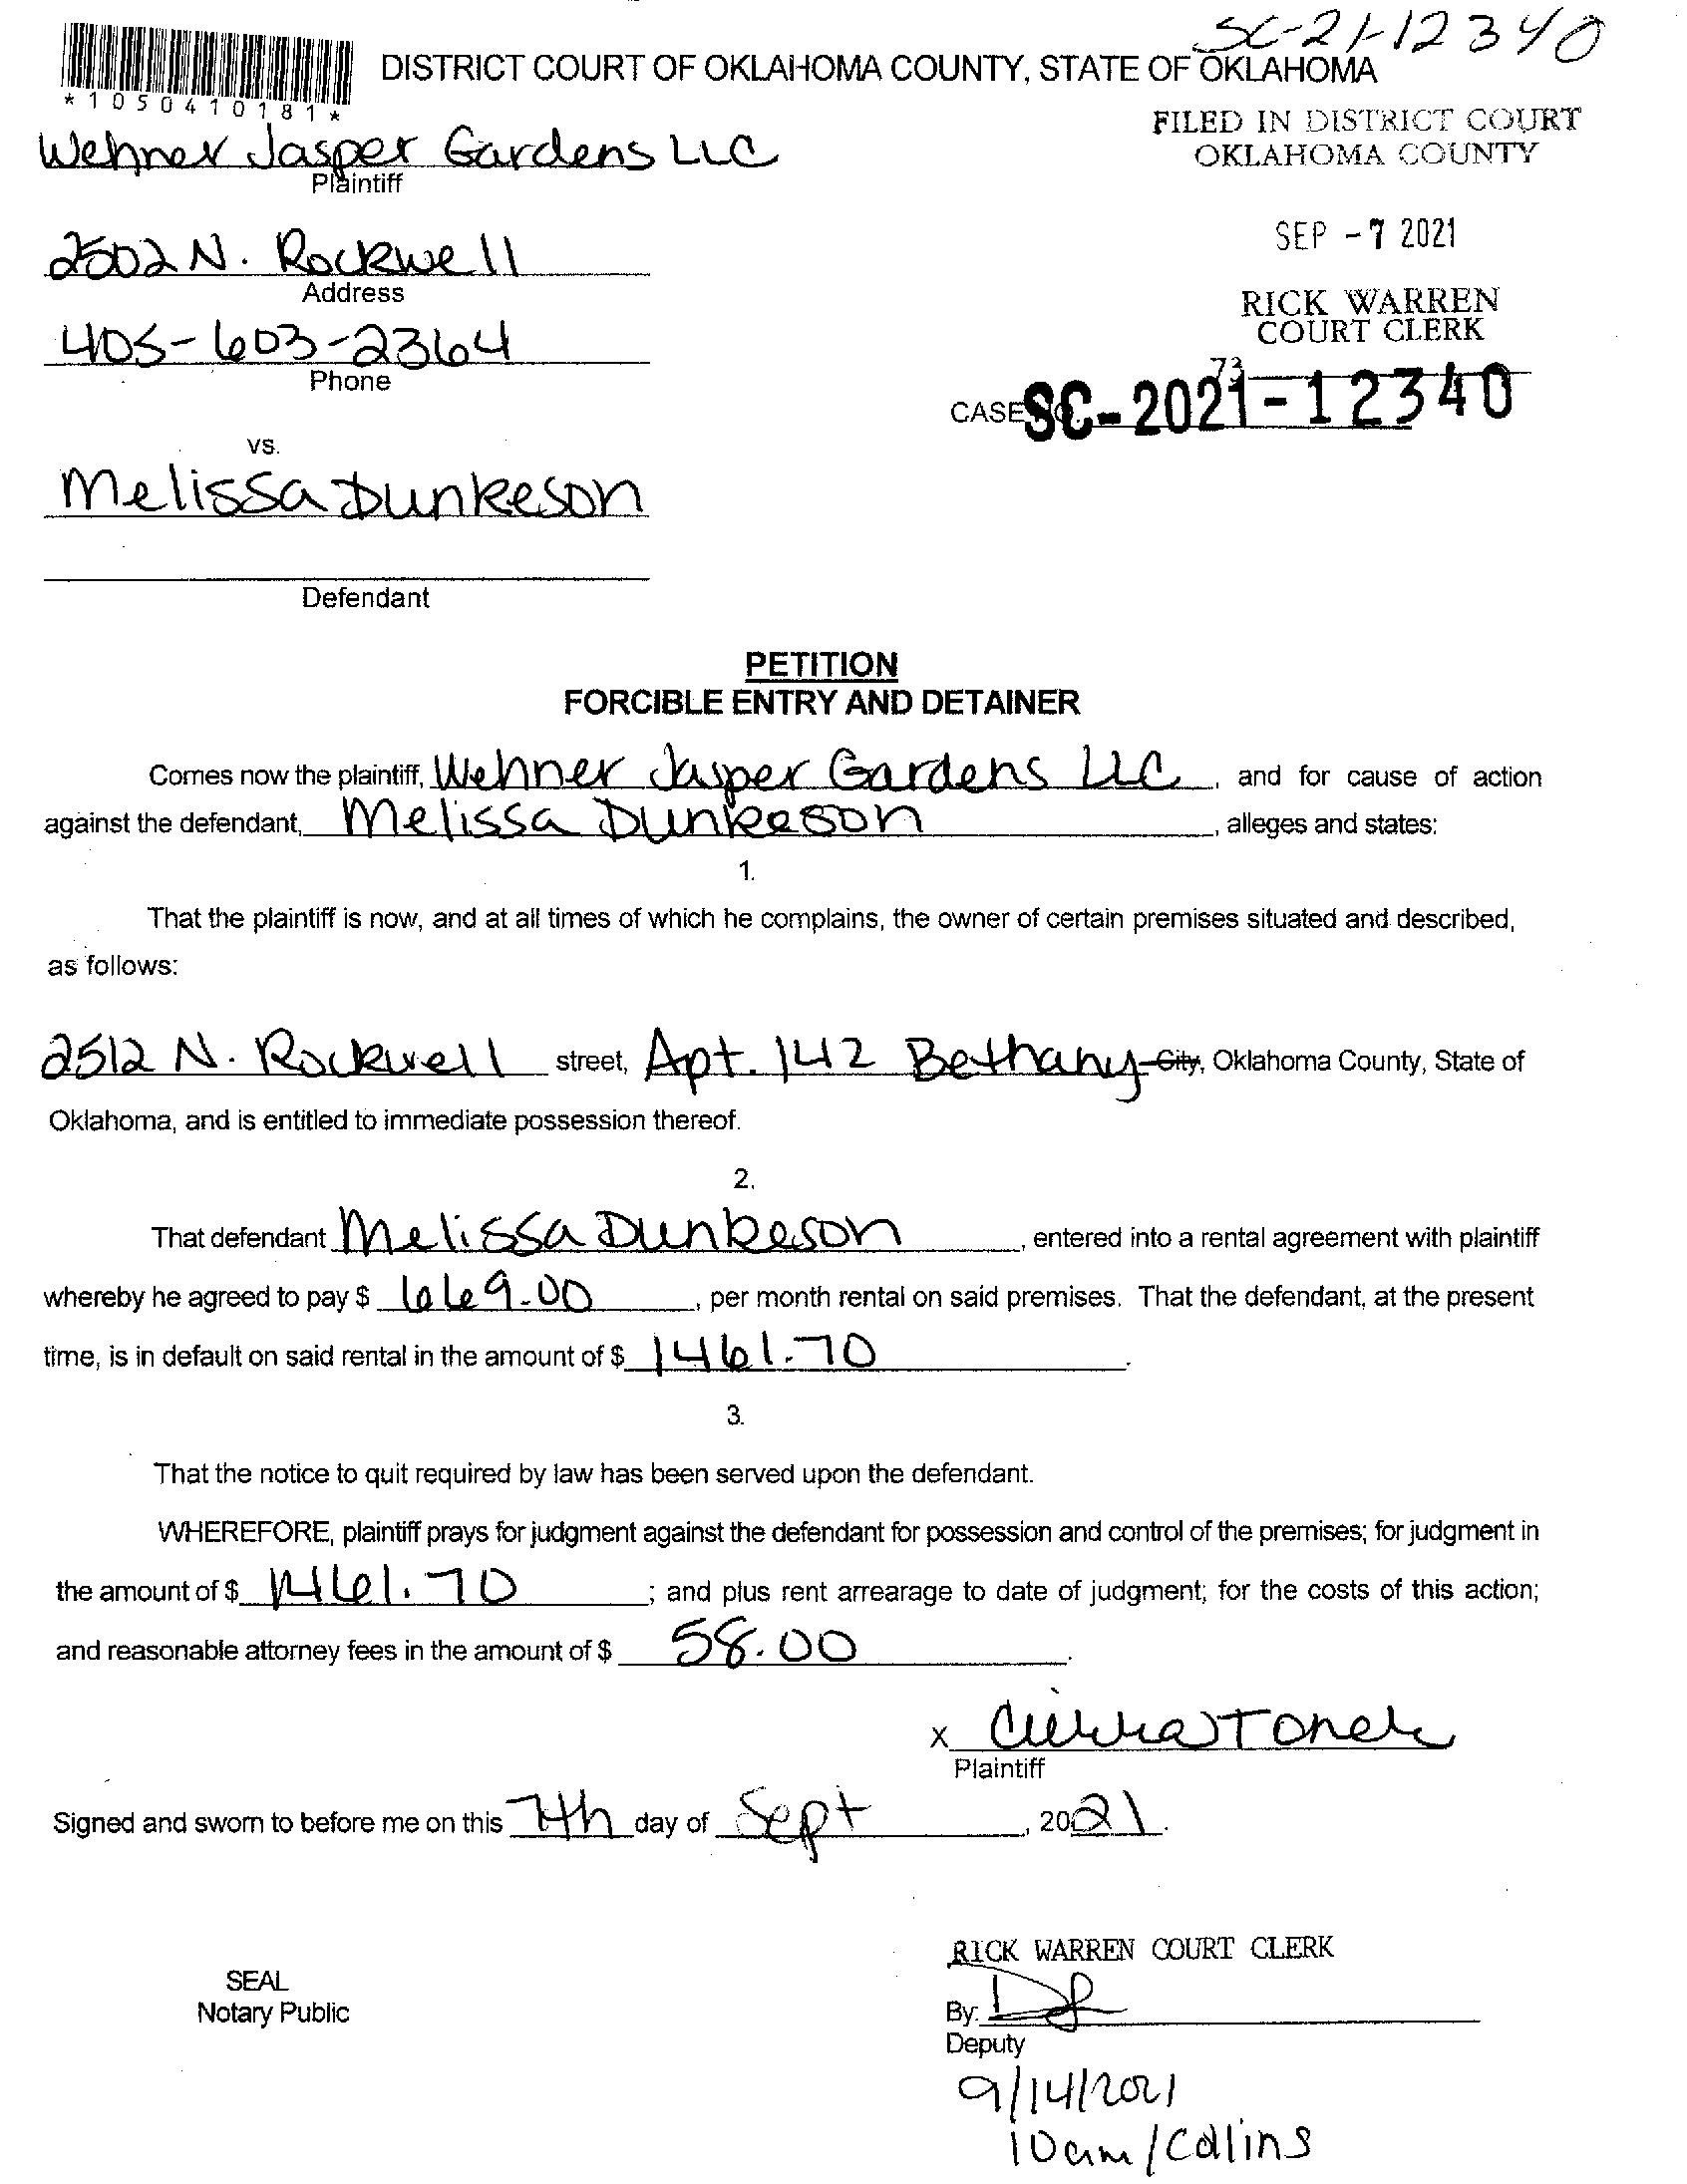 SC-21-12340
DISTRICT COURT OF OKLAHOMA COUNTY, STATE OF OKLAHOMA
*1050410181*
FILED IN DISTRICT COURT
OKLAHOMA COUNTY
Wehner Jasper Gardens LLC
Plaintiff
SEP -7 2021
2502 N. Rockwell
Address
RICK WARREN
COURT CLERK
405-603-2364
Phone
73
CASE SC-2021-12340
vs.
Melissa Dunkeson
Defendant
PETITION
FORCIBLE ENTRY AND DETAINER
Comes now the plaintiff, Wehner Jasper Gardens LLC, and for cause of action
against the defendant, Melissa Dunkeson, alleges and states:
1.
That the plaintiff is now, and at all times of which he complains, the owner of certain premises situated and described,
as follows:
2512 N. Rockwell street, Apt. 142 Bethany City, Oklahoma County, State of
Oklahoma, and is entitled to immediate possession thereof.
2.
That defendant Melissa Dunkeson, entered into a rental agreement with plaintiff
whereby he agreed to pay $ 669.00, per month rental on said premises. That the defendant, at the present
time, is in default on said rental in the amount of $ 1461.70.
3.
That the notice to quit required by law has been served upon the defendant.
WHEREFORE, plaintiff prays for judgment against the defendant for possession and control of the premises; for judgment in
the amount of $ 1461.70; and plus rent arrearage to date of judgment; for the costs of this action;
and reasonable attorney fees in the amount of $ 58.00.
X Cierra Toner
Plaintiff
Signed and sworn to before me on this 7th day of Sept, 2021.
RICK WARREN COURT CLERK
SEAL
Notary Public
By:
Deputy
9/14/2021
10am/Collins